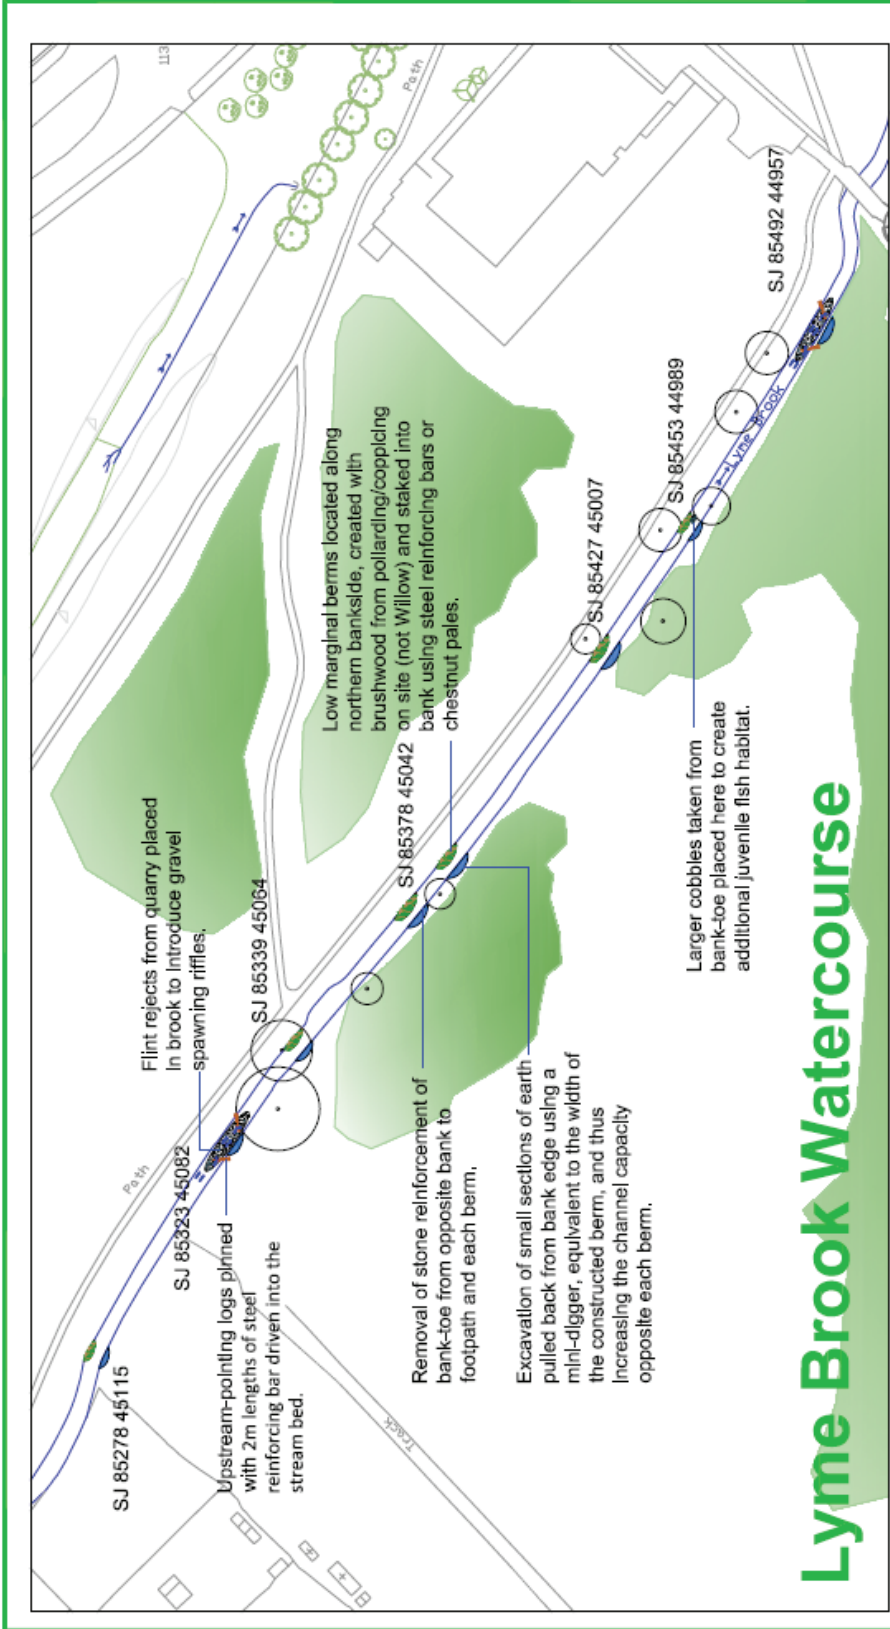 Lyme Brook Watercourse
SJ 85278 45115
Upstream-pointing logs pinned
with 2m lengths of steel
reinforcing bar driven into the
stream bed.
SJ 85323 45082
Path
Flint rejects from quarry placed
in brook to introduce gravel
spawning riffles.
SJ 85339 45064
Removal of stone reinforcement of
bank-toe from opposite bank to
footpath and each berm.
Excavation of small sections of earth
pulled back from bank edge using a
mini-digger, equivalent to the width of
the constructed berm, and thus
increasing the channel capacity
opposite each berm.
Track
SJ 85378 45042
Low marginal berms located along
northern bankside, created with
brushwood from pollarding/coppicing
on site (not Willow) and staked into
bank using steel reinforcing bars or
chestnut pales.
Larger cobbles taken from
bank-toe placed here to create
additional juvenile fish habitat.
SJ 85427 45007
SJ 85453 44989
Lyme Brook
SJ 85492 44957
Path
113